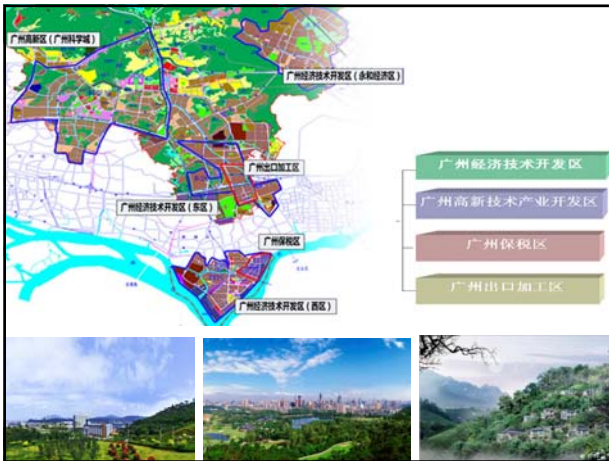 广州高新区（广州科学城）
广州经济技术开发区（永和经济区）
广州出口加工区
广州经济技术开发区（东区）
广州保税区
广州经济技术开发区（西区）
广州经济技术开发区
广州高新技术产业开发区
广州保税区
广州出口加工区